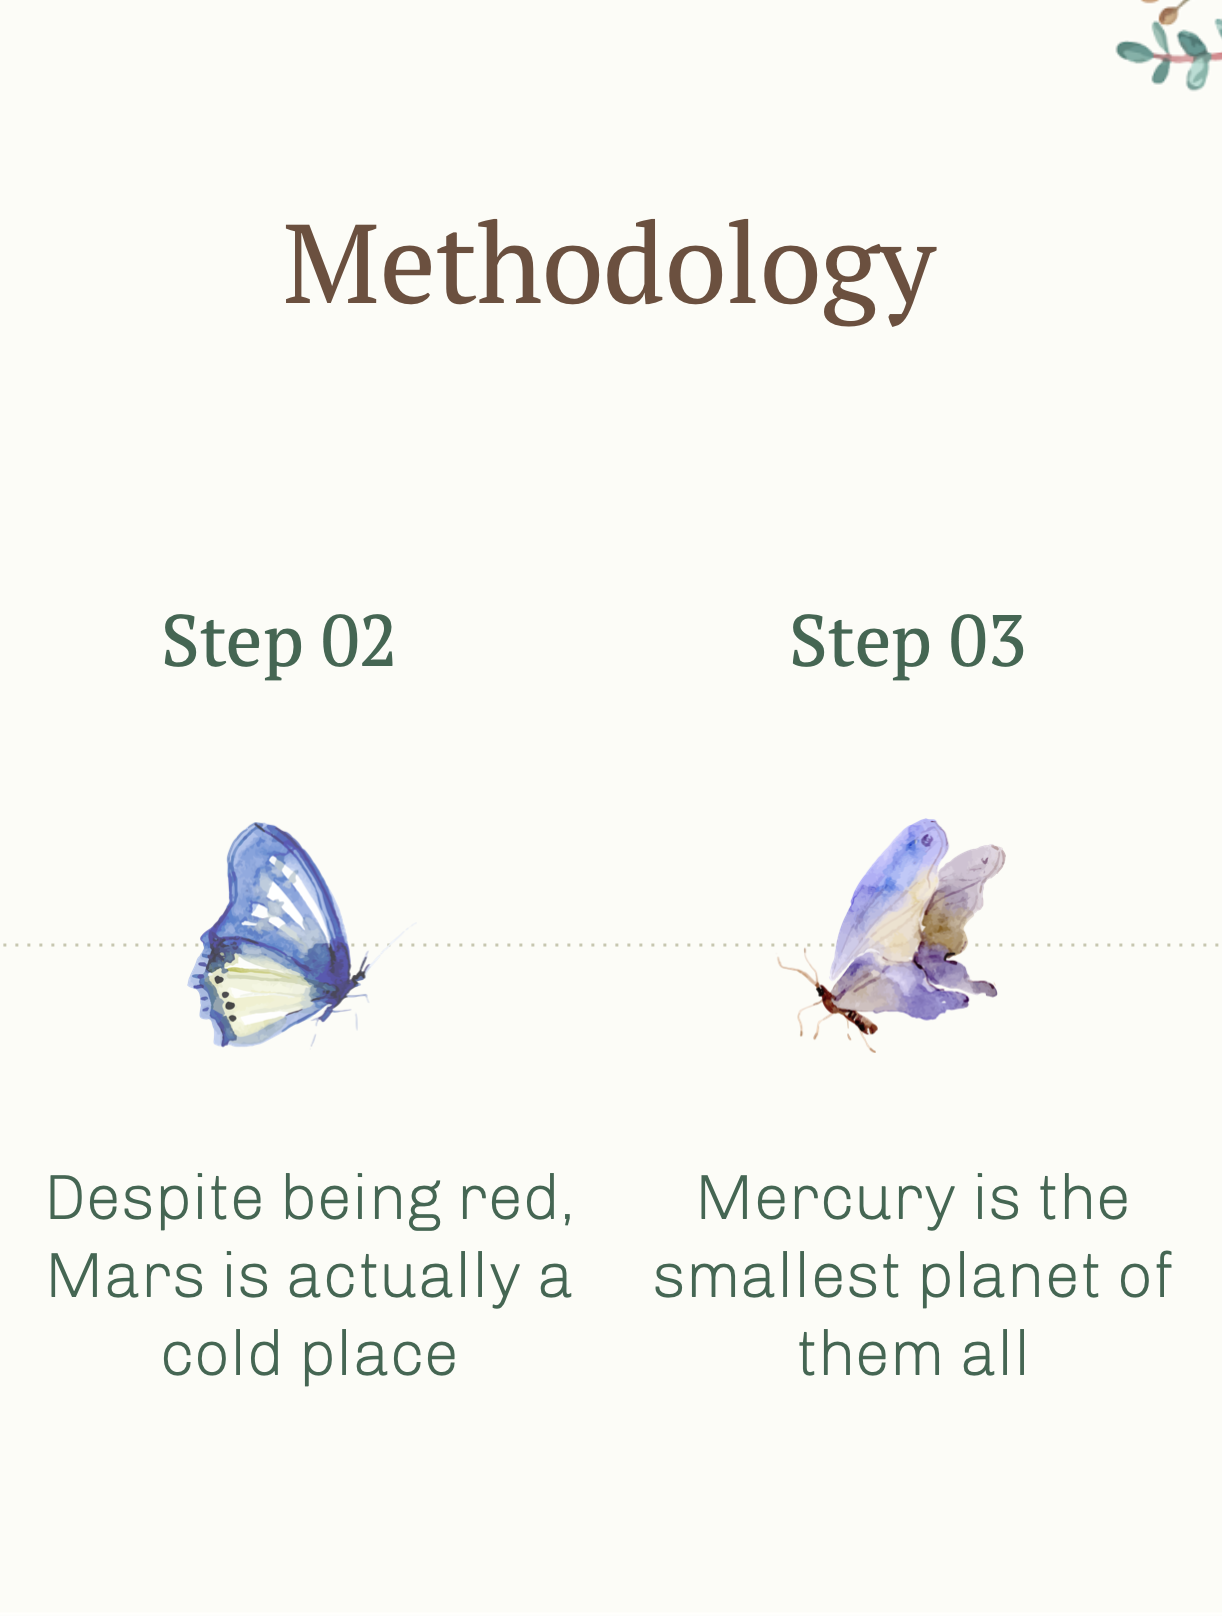 Methodology
Step 02
Step 03
Despite being red,
Mars is actually a
cold place
Mercury is the
smallest planet of
them all